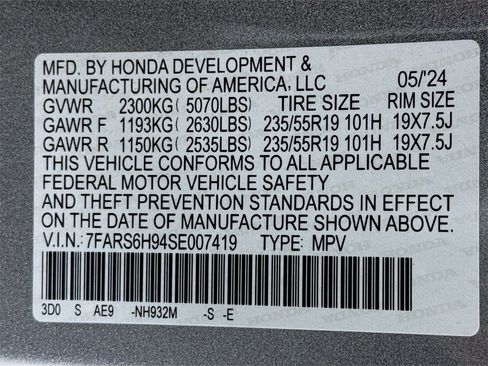 MFD. BY HONDA DEVELOPMENT &
MANUFACTURING OF AMERICA, LLC 05/'24
GVWR 2300KG( 5070LBS) TIRE SIZE RIM SIZE
GAWR F 1193KG( 2630LBS) 235/55R19 101H 19X7.5J
GAWR R 1150KG( 2535LBS) 235/55R19 101H 19X7.5J
THIS VEHICLE CONFORMS TO ALL APPLICABLE
FEDERAL MOTOR VEHICLE SAFETY
AND THEFT PREVENTION STANDARDS IN EFFECT
ON THE DATE OF MANUFACTURE SHOWN ABOVE.
V.I.N.: 7FARS6H94SE007419 TYPE: MPV
3D0 S AE9 -NH932M -S -E